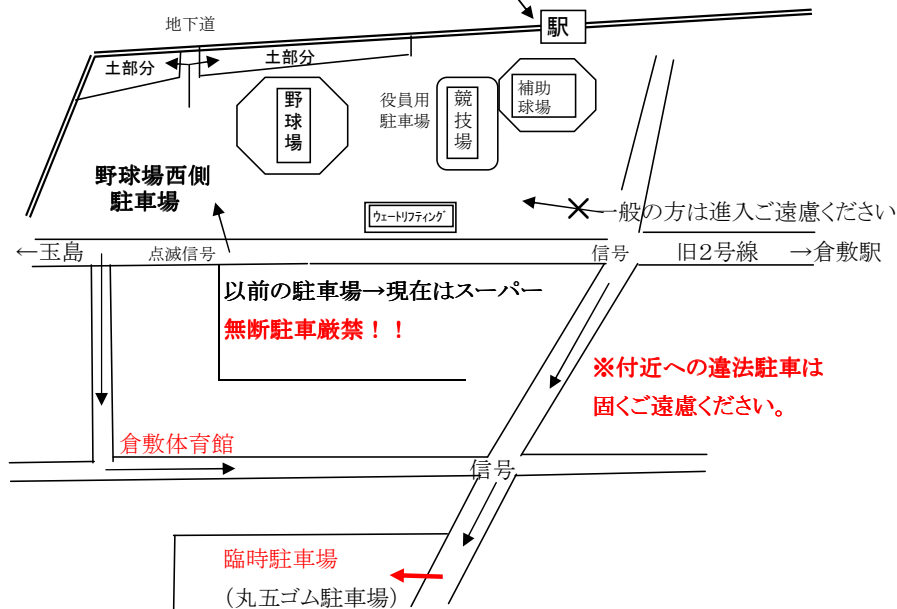 地下道
駅
土部分
土部分
野球場
役員用
駐車場
競技場
補助
球場
野球場西側
駐車場
ウェートリフティング
一般の方は進入ご遠慮ください
←玉島
点滅信号
信号
旧2号線
→倉敷駅
以前の駐車場→現在はスーパー
無断駐車厳禁！！
※付近への違法駐車は
固くご遠慮ください。
倉敷体育館
信号
臨時駐車場
（丸五ゴム駐車場）